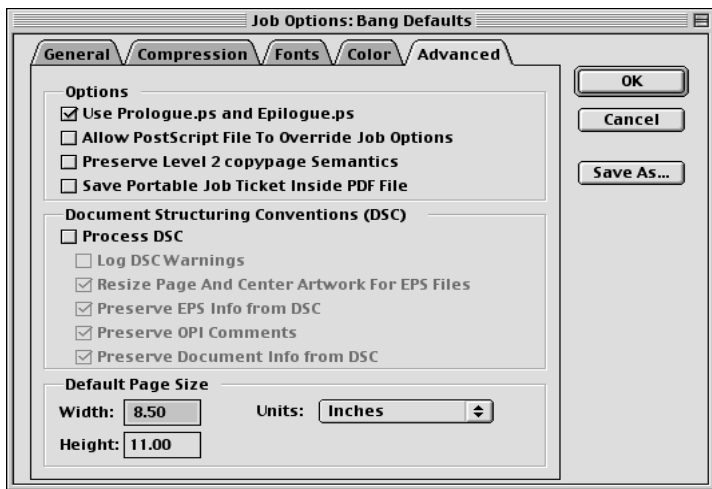 Job Options: Bang Defaults
General Compression Fonts Color Advanced
Options
Use Prologue.ps and Epilogue.ps
Allow PostScript File To Override Job Options
Preserve Level 2 copypage Semantics
Save Portable Job Ticket Inside PDF File
Document Structuring Conventions (DSC)
Process DSC
Log DSC Warnings
Resize Page And Center Artwork For EPS Files
Preserve EPS Info from DSC
Preserve OPI Comments
Preserve Document Info from DSC
Default Page Size
Width: 8.50 Units: Inches
Height: 11.00
OK
Cancel
Save As...